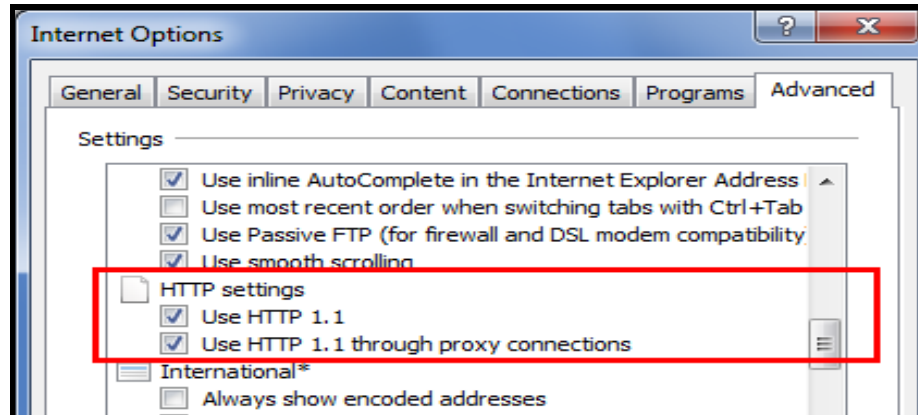 Internet Options
General Security Privacy Content Connections Programs Advanced
Settings
Use inline AutoComplete in the Internet Explorer Address
Use most recent order when switching tabs with Ctrl+Tab
Use Passive FTP (for firewall and DSL modem compatibility
Use smooth scrolling
HTTP settings
Use HTTP 1.1
Use HTTP 1.1 through proxy connections
International*
Always show encoded addresses